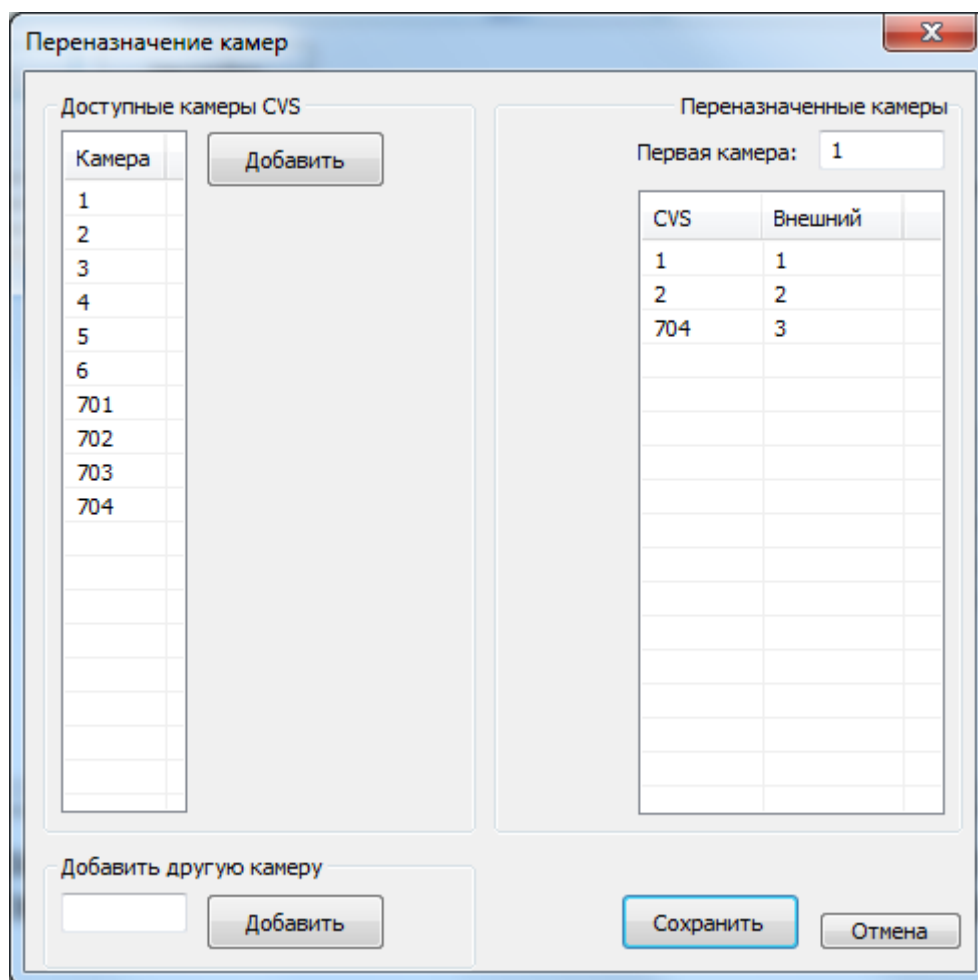 Переназначение камер
Доступные камеры CVS
Камера
Добавить
1
2
3
4
5
6
701
702
703
704
Переназначенные камеры
Первая камера: 1
CVS Внешний
1 1
2 2
704 3
Добавить другую камеру
Добавить
Сохранить
Отмена